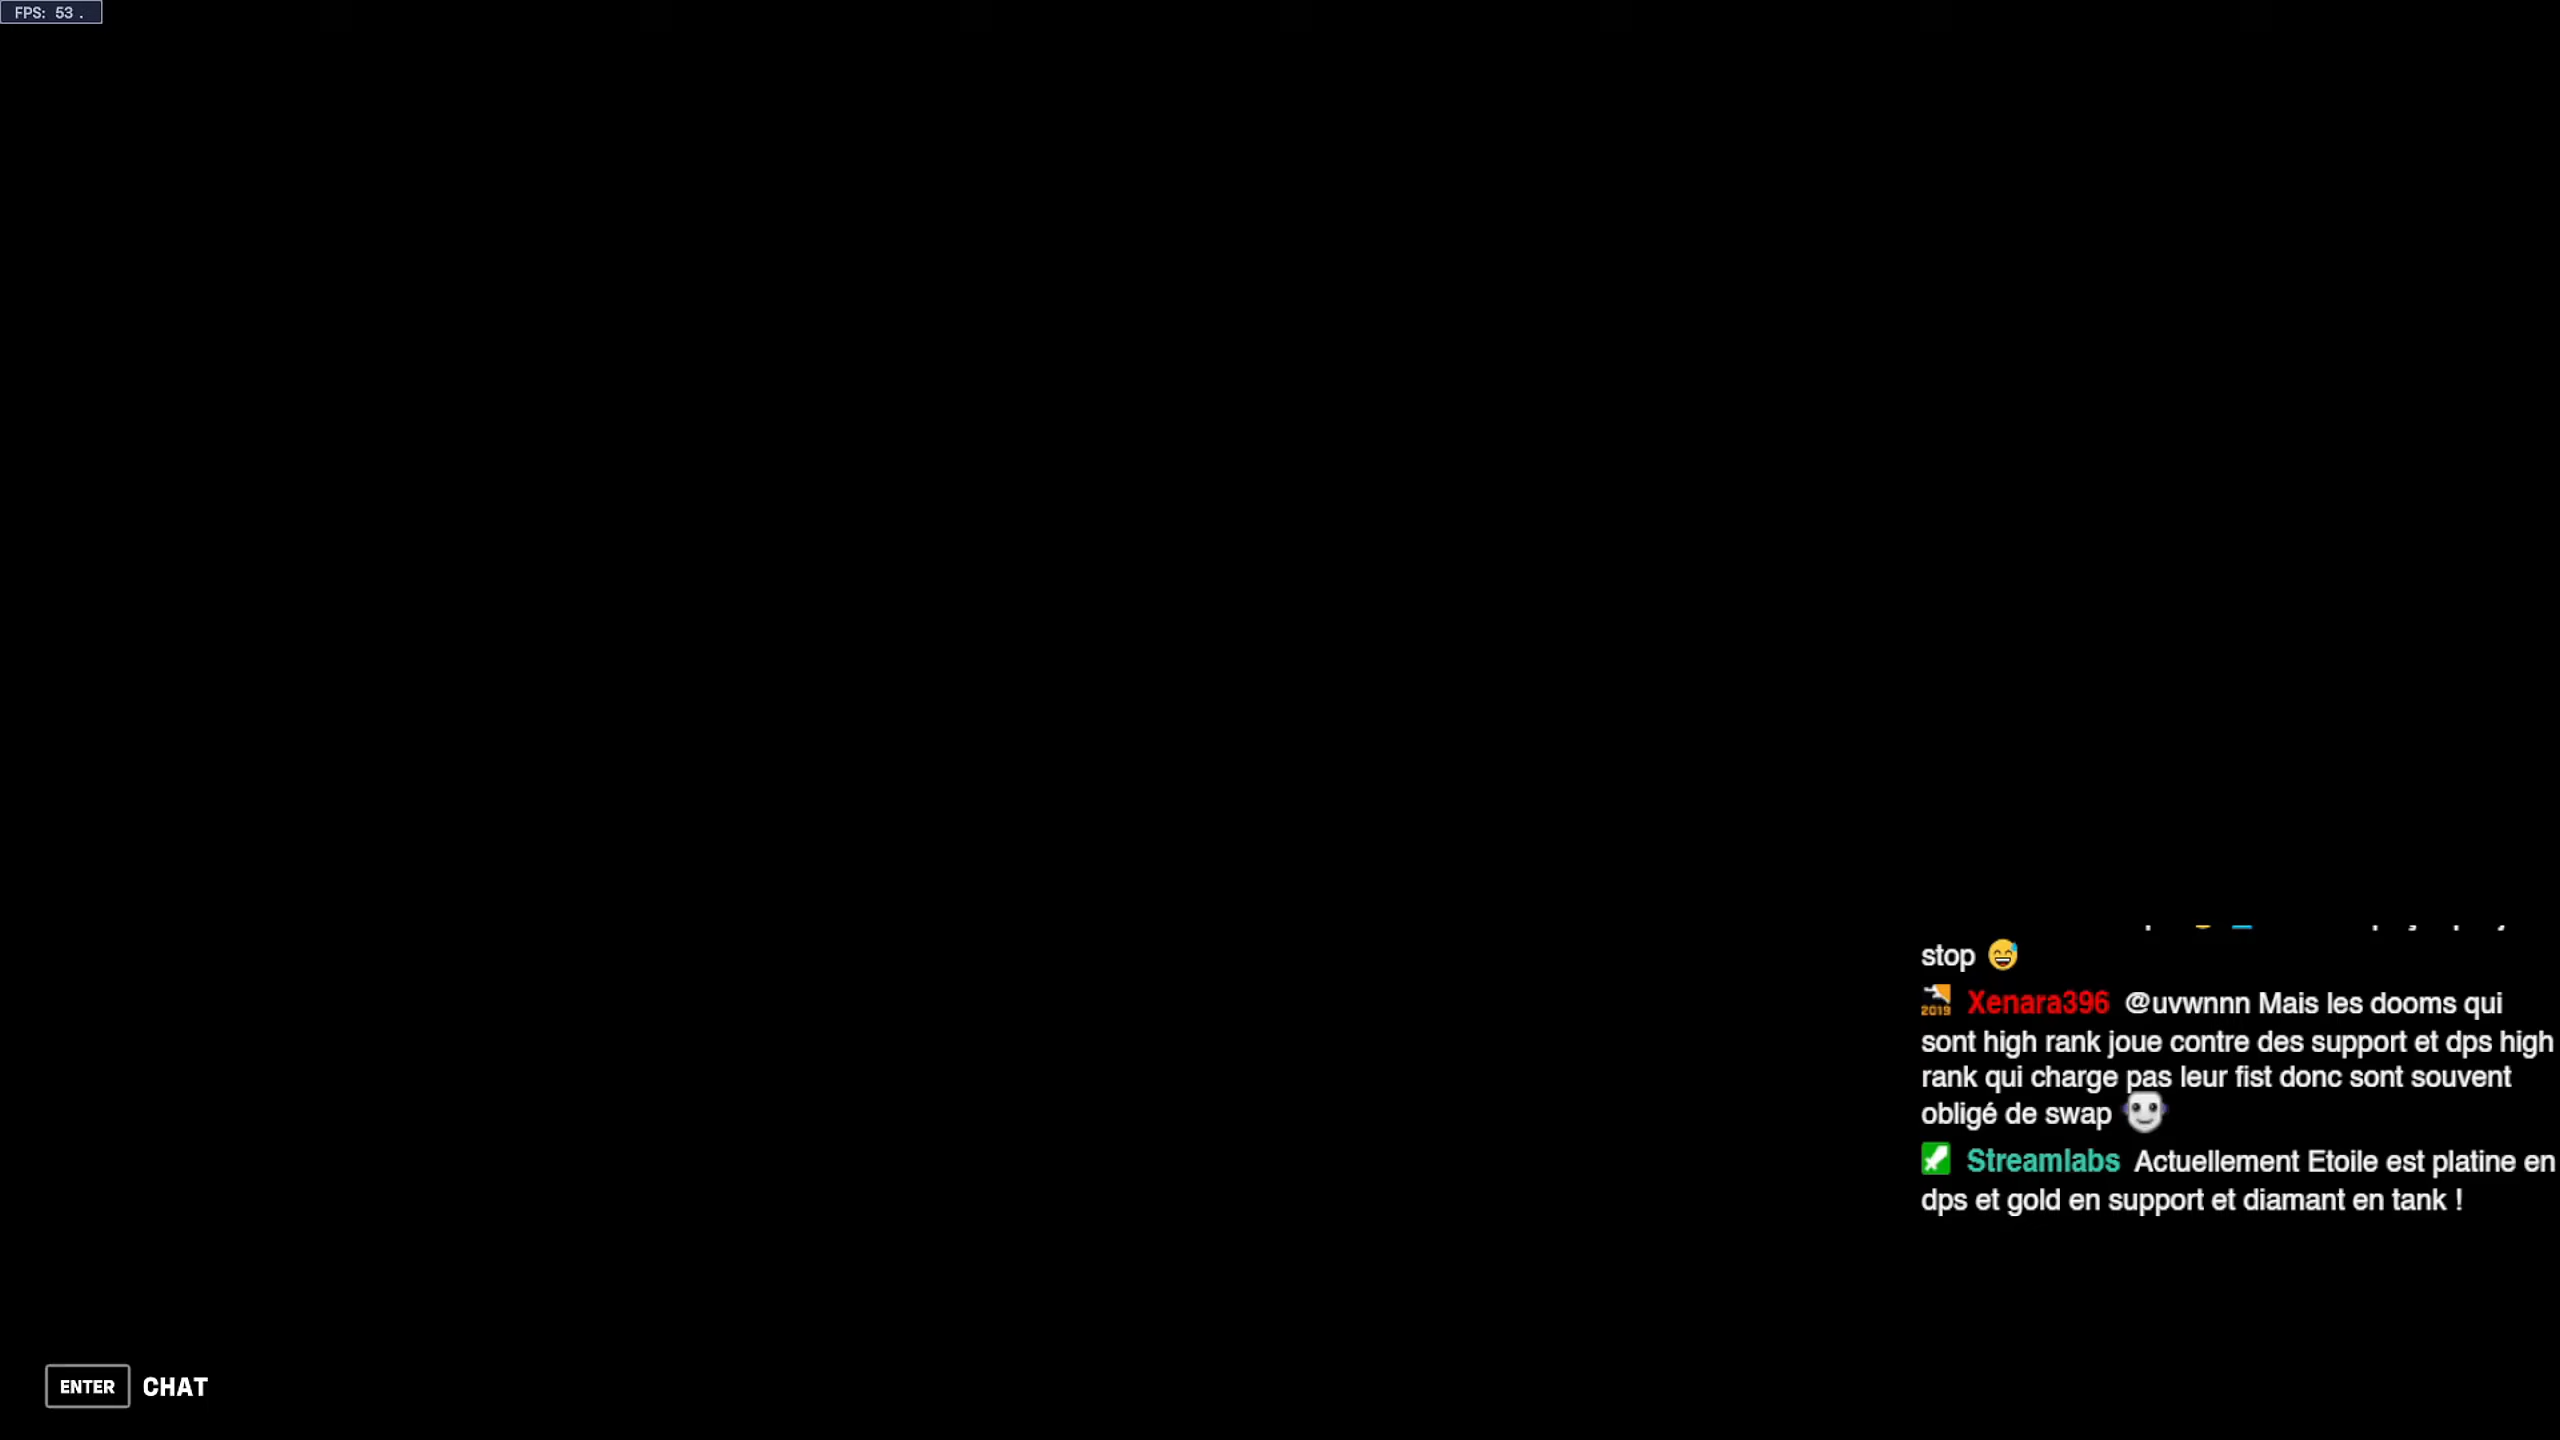 FPS: 53 .
stop
2019 Xenara396 @uvwnnn Mais les dooms qui
sont high rank joue contre des support et dps high
rank qui charge pas leur fist donc sont souvent
obligé de swap
Streamlabs Actuellement Etoile est platine en
dps et gold en support et diamant en tank !
ENTER CHAT